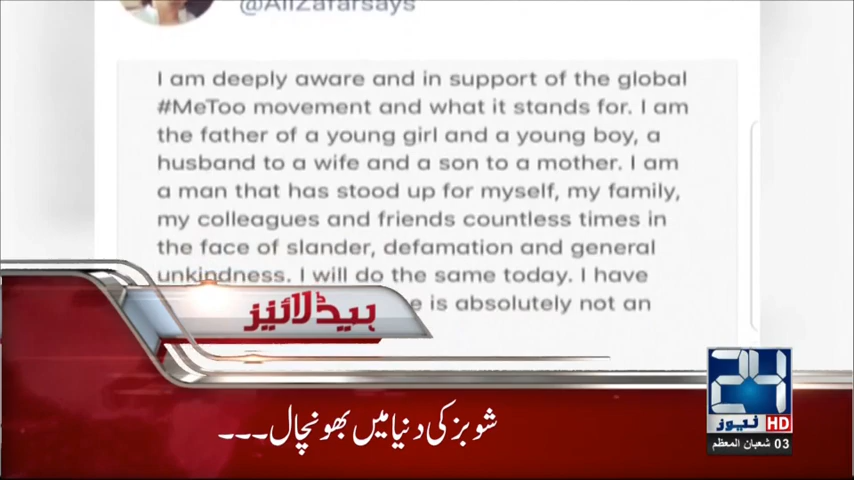 @AliZafarsays
I am deeply aware and in support of the global
#MeToo movement and what it stands for. I am
the father of a young girl and a young boy, a
husband to a wife and a son to a mother. I am
a man that has stood up for myself, my family,
my colleagues and friends countless times in
the face of slander, defamation and general
unkindness. I will do the same today. I have
e is absolutely not an
ہیڈلائنز
شوبز کی دنیا میں بھونچال ۔۔۔
24
نیوز HD
03 شعبان المعظم